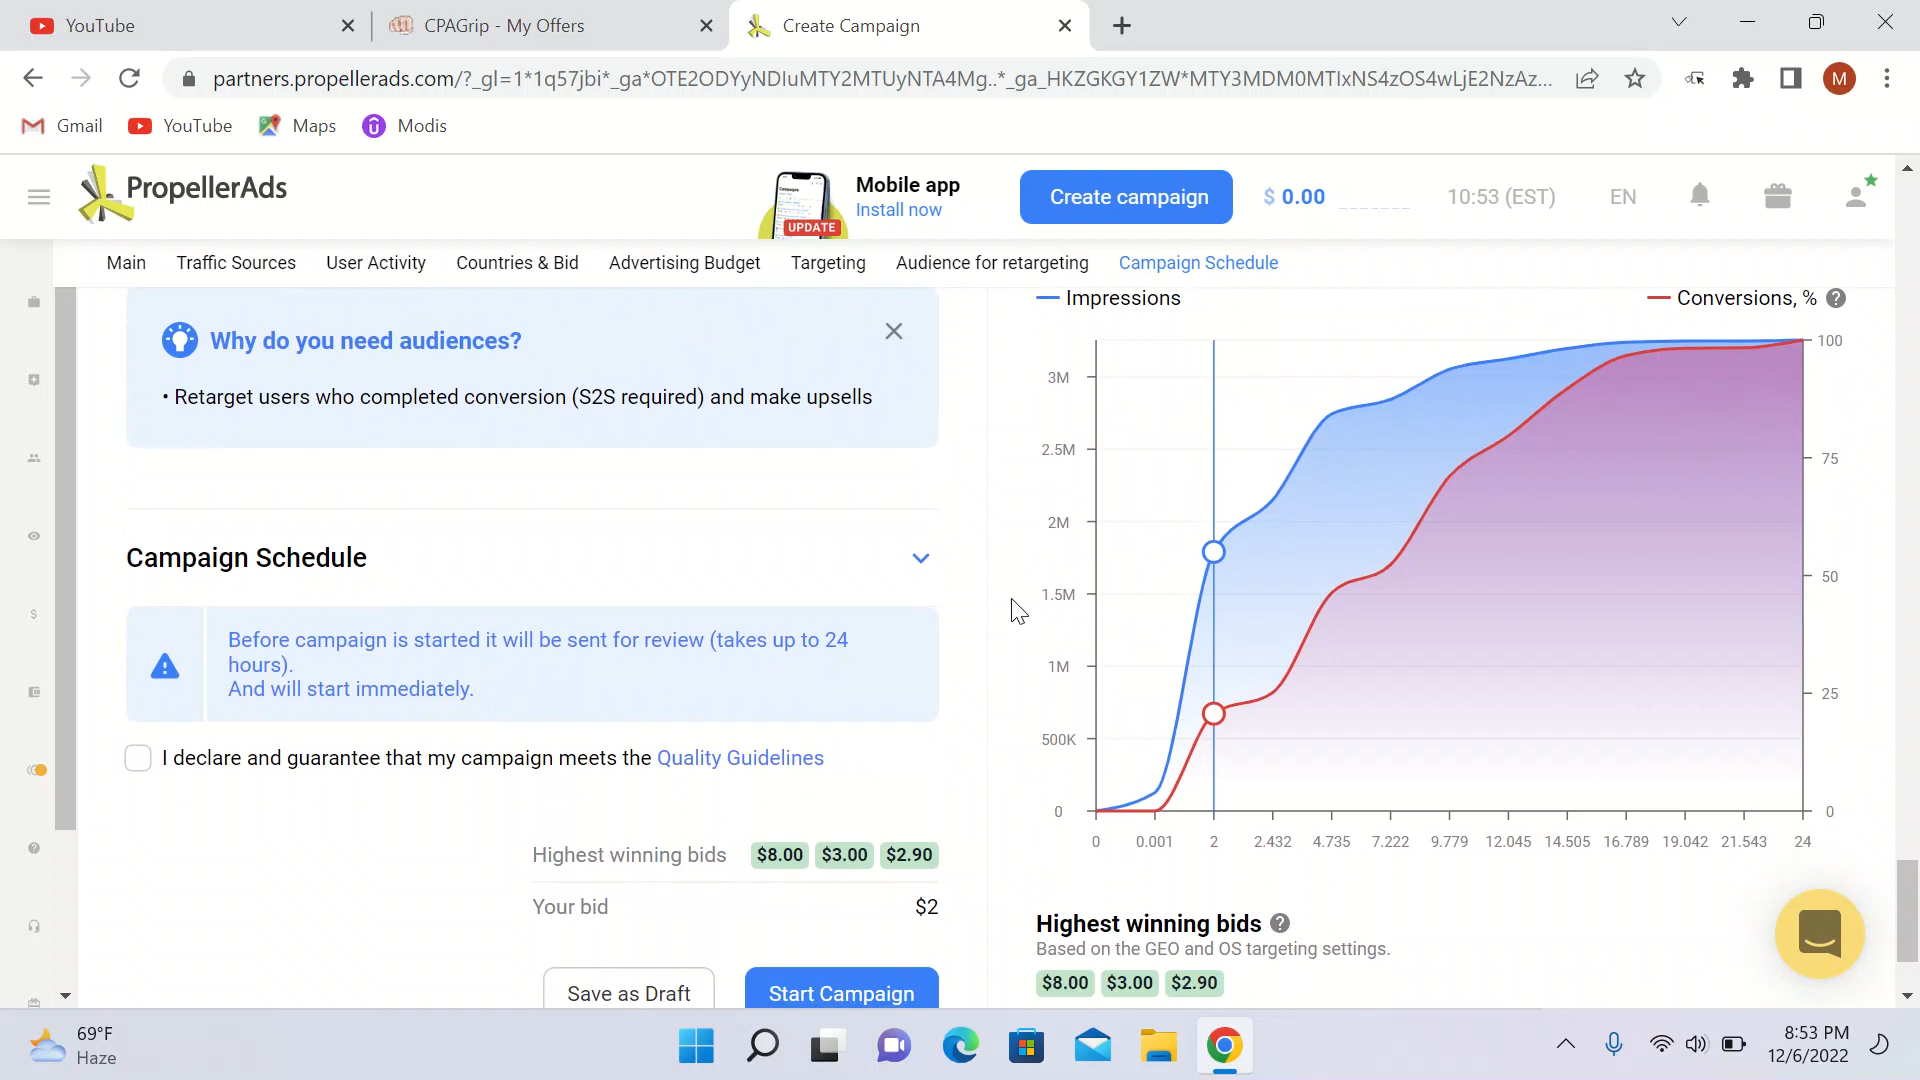 YouTube
CPAGrip - My Offers
Create Campaign
partners.propellerads.com/?_gl=1*1q57jbi*_ga*OTE2ODYyNDIuMTY2MTUyNTA4Mg..*_ga_HKZGKGY1ZW*MTY3MDM0MTIxNS4zOS4wLjE2NzAz...
M
Gmail
YouTube
Maps
Modis
PropellerAds
UPDATE
Mobile app
Install now
Create campaign
$ 0.00
10:53 (EST)
EN
Main
Traffic Sources
User Activity
Countries & Bid
Advertising Budget
Targeting
Audience for retargeting
Campaign Schedule
Why do you need audiences?
• Retarget users who completed conversion (S2S required) and make upsells
Campaign Schedule
Before campaign is started it will be sent for review (takes up to 24
hours).
And will start immediately.
I declare and guarantee that my campaign meets the Quality Guidelines
Highest winning bids $8.00 $3.00 $2.90
Your bid $2
Save as Draft
Start Campaign
Impressions
Conversions, % ?
3M
2.5M
2M
1.5M
1M
500K
0
100
75
50
25
0
0 0.001 2 2.432 4.735 7.222 9.779 12.045 14.505 16.789 19.042 21.543 24
Highest winning bids ?
Based on the GEO and OS targeting settings.
$8.00 $3.00 $2.90
69°F
Haze
8:53 PM
12/6/2022